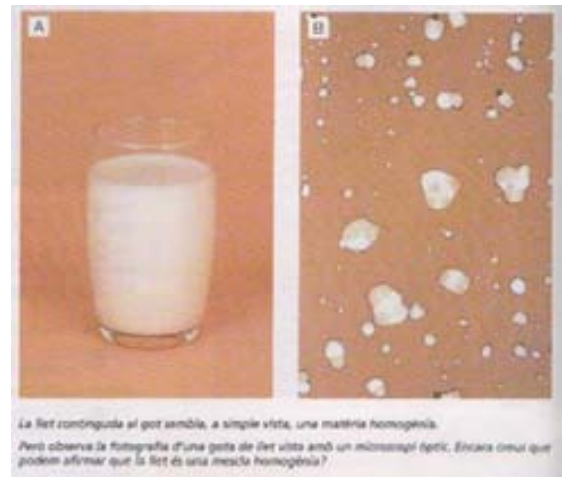 A
B
La llet continguda al got sembla, a simple vista, una matèria homogènia.
Però observa la fotografia d'una gota de llet vista amb un microscopi òptic. Encara creus que
podem afirmar que la llet és una mescla homogènia?